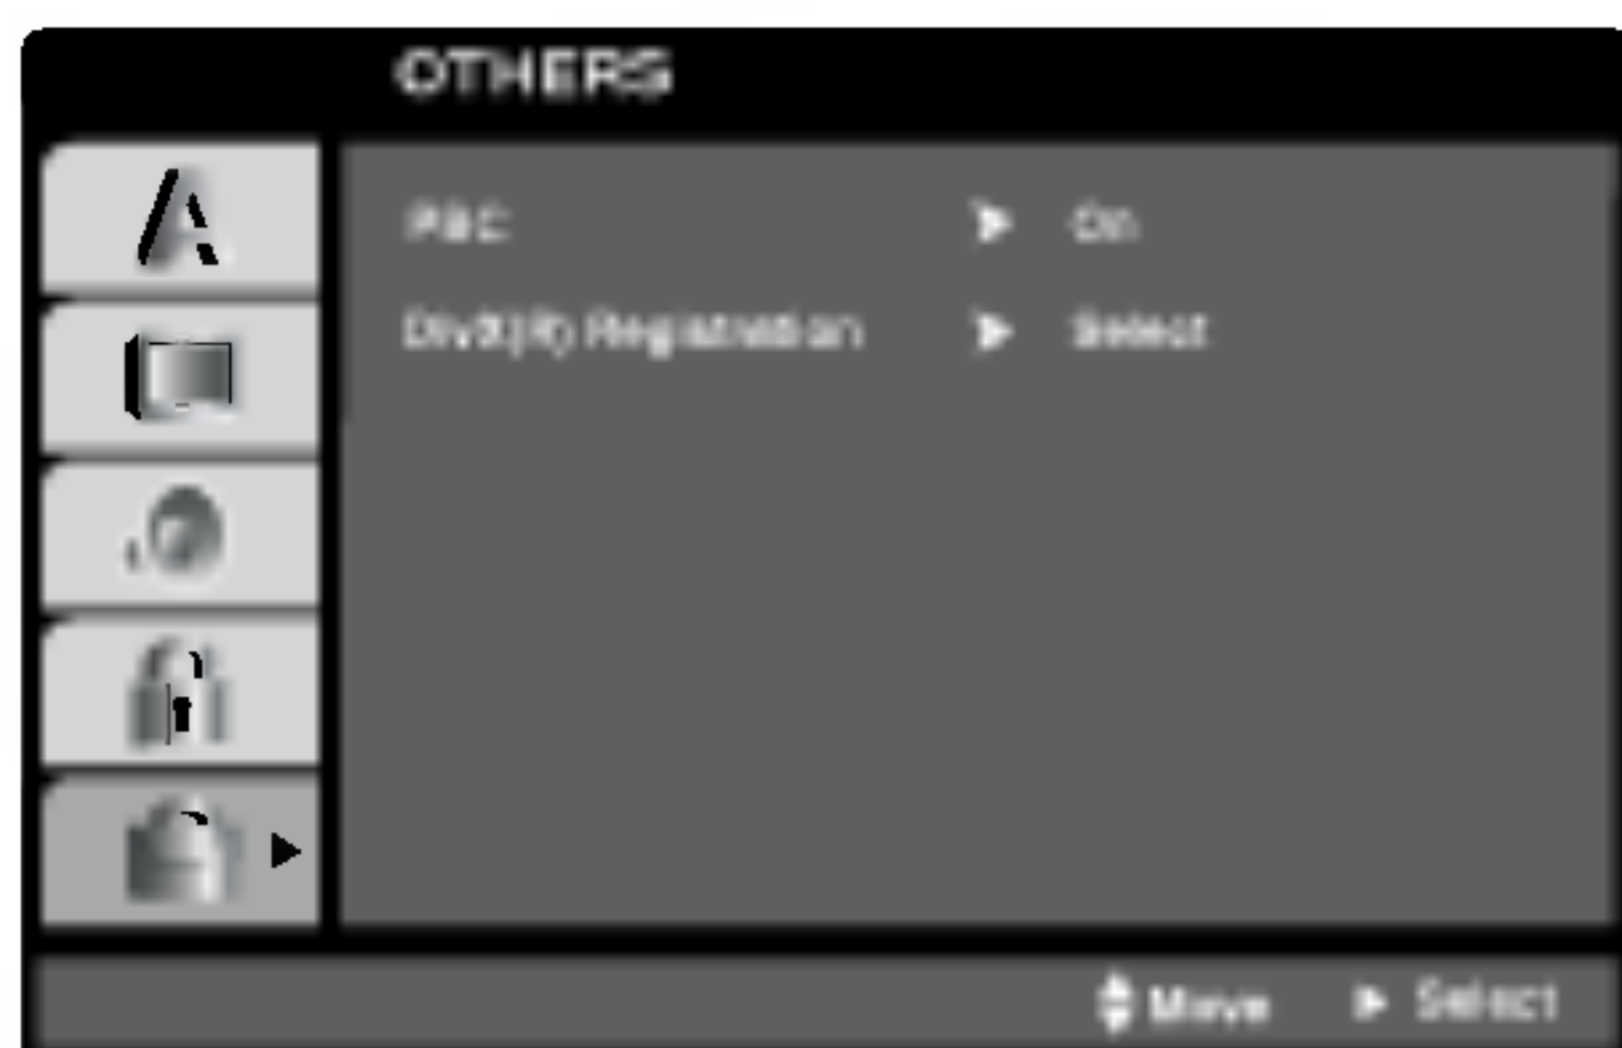 OTHERS
PBC ► On
DivX(R) Registration ► Select
Move ► Select